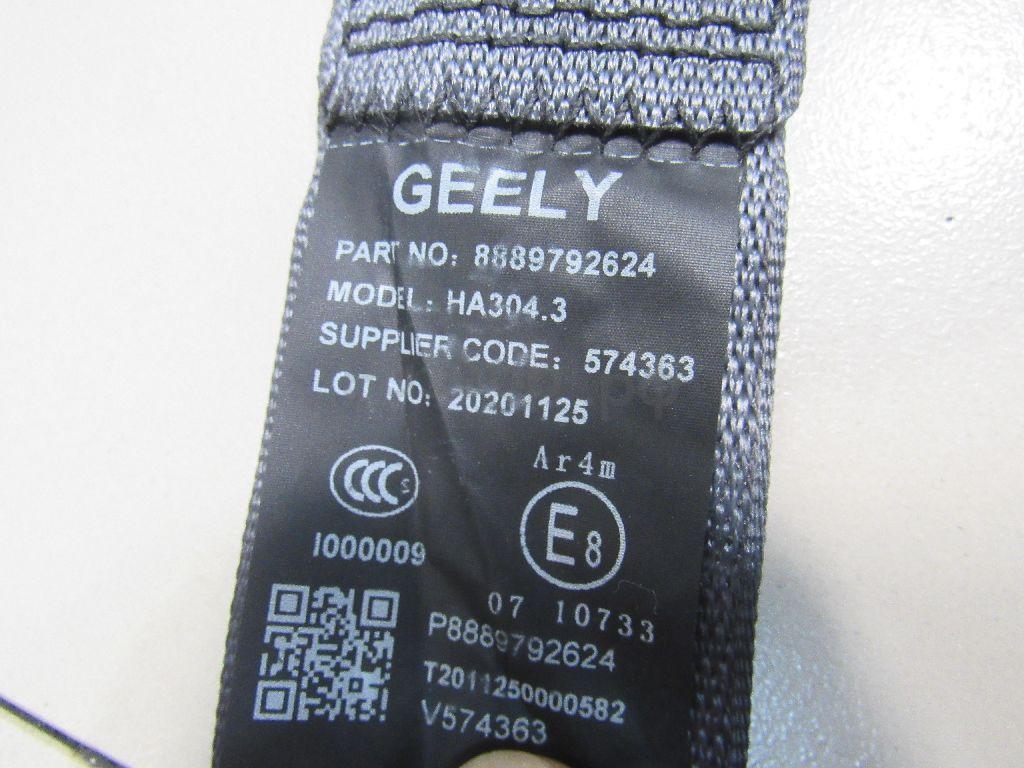 GEELY
PART NO: 8889792624
MODEL: HA304.3
SUPPLIER CODE: 574363
LOT NO: 20201125
CCC S
Ar4m
E8
I000009
07 10733
P8889792624
T2011250000582
V574363